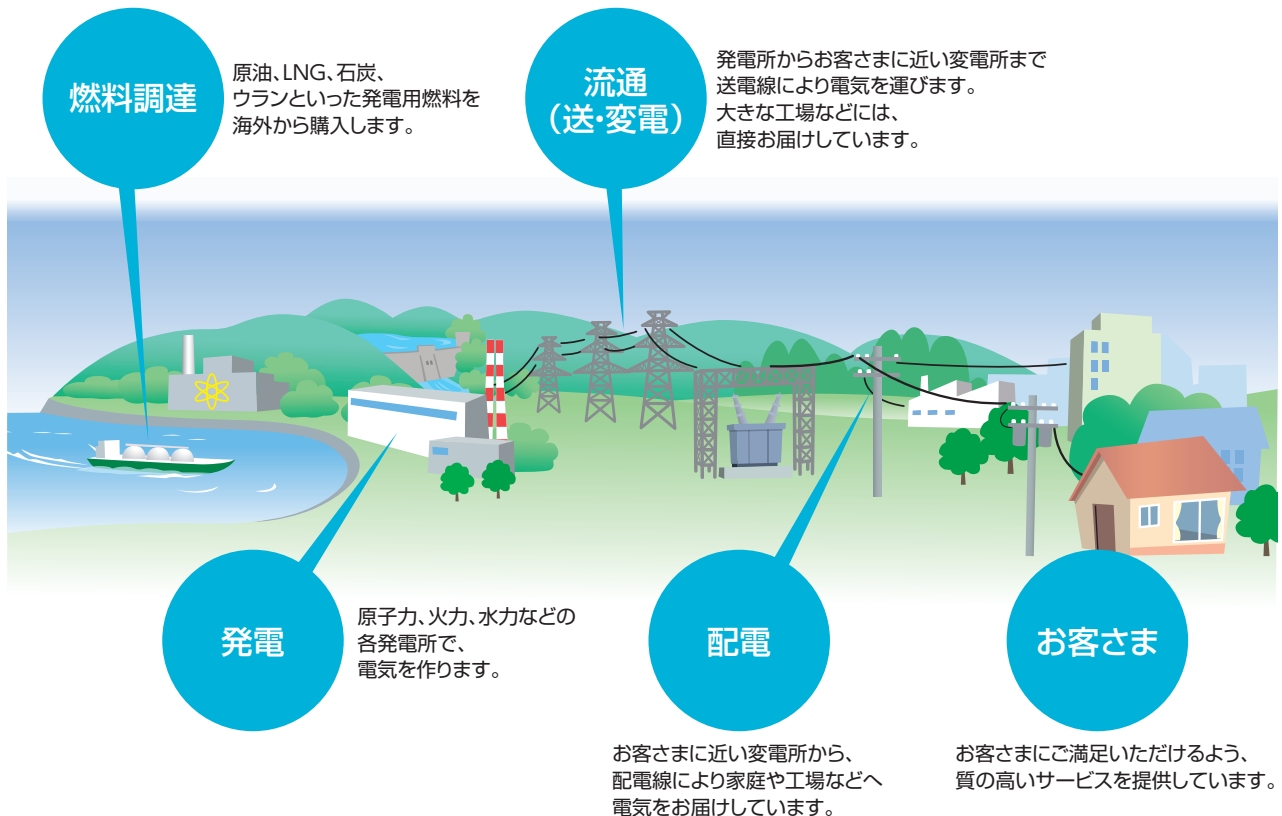 燃料調達
原油、LNG、石炭、
ウランといった発電用燃料を
海外から購入します。
流通
（送・変電）
発電所からお客さまに近い変電所まで
送電線により電気を運びます。
大きな工場などには、
直接お届けしています。
発電
原子力、火力、水力などの
各発電所で、
電気を作ります。
配電
お客さまに近い変電所から、
配電線により家庭や工場などへ
電気をお届けしています。
お客さま
お客さまにご満足いただけるよう、
質の高いサービスを提供しています。